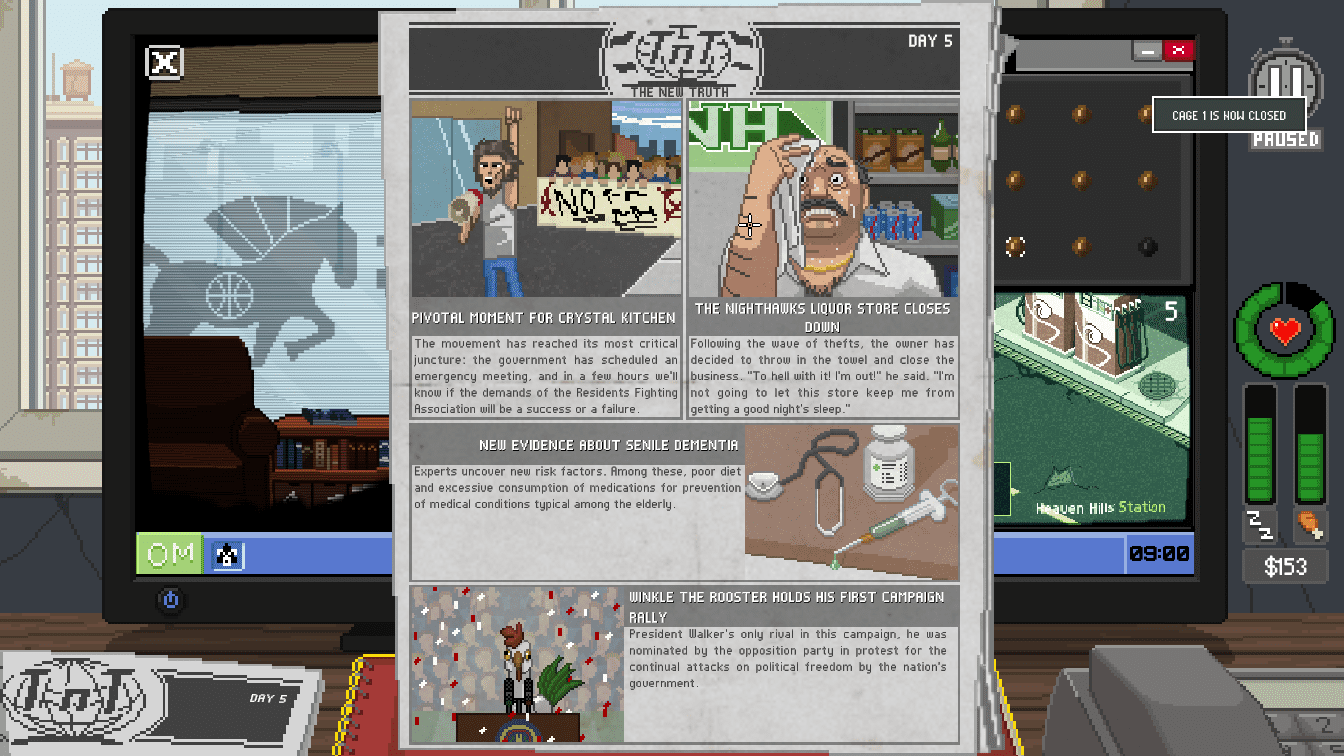 TnT
THE NEW TRUTH
DAY 5
CAGE 1 IS NOW CLOSED
PAUSED
NH
NO
PIVOTAL MOMENT FOR CRYSTAL KITCHEN
The movement has reached its most critical
juncture: the government has scheduled an
emergency meeting, and in a few hours we'll
know if the demands of the Residents Fighting
Association will be a success or a failure.
THE NIGHTHAWKS LIQUOR STORE CLOSES
DOWN
Following the wave of thefts, the owner has
decided to throw in the towel and close the
business. "To hell with it! I'm out!" he said. "I'm
not going to let this store keep me from
getting a good night's sleep."
5
NEW EVIDENCE ABOUT SENILE DEMENTIA
Experts uncover new risk factors. Among these, poor diet
and excessive consumption of medications for prevention
of medical conditions typical among the elderly.
Heaven Hills Station
OM
09:00
$153
WINKLE THE ROOSTER HOLDS HIS FIRST CAMPAIGN
RALLY
President Walker's only rival in this campaign, he was
nominated by the opposition party in protest for the
continual attacks on political freedom by the nation's
government.
TnT
DAY 5
2